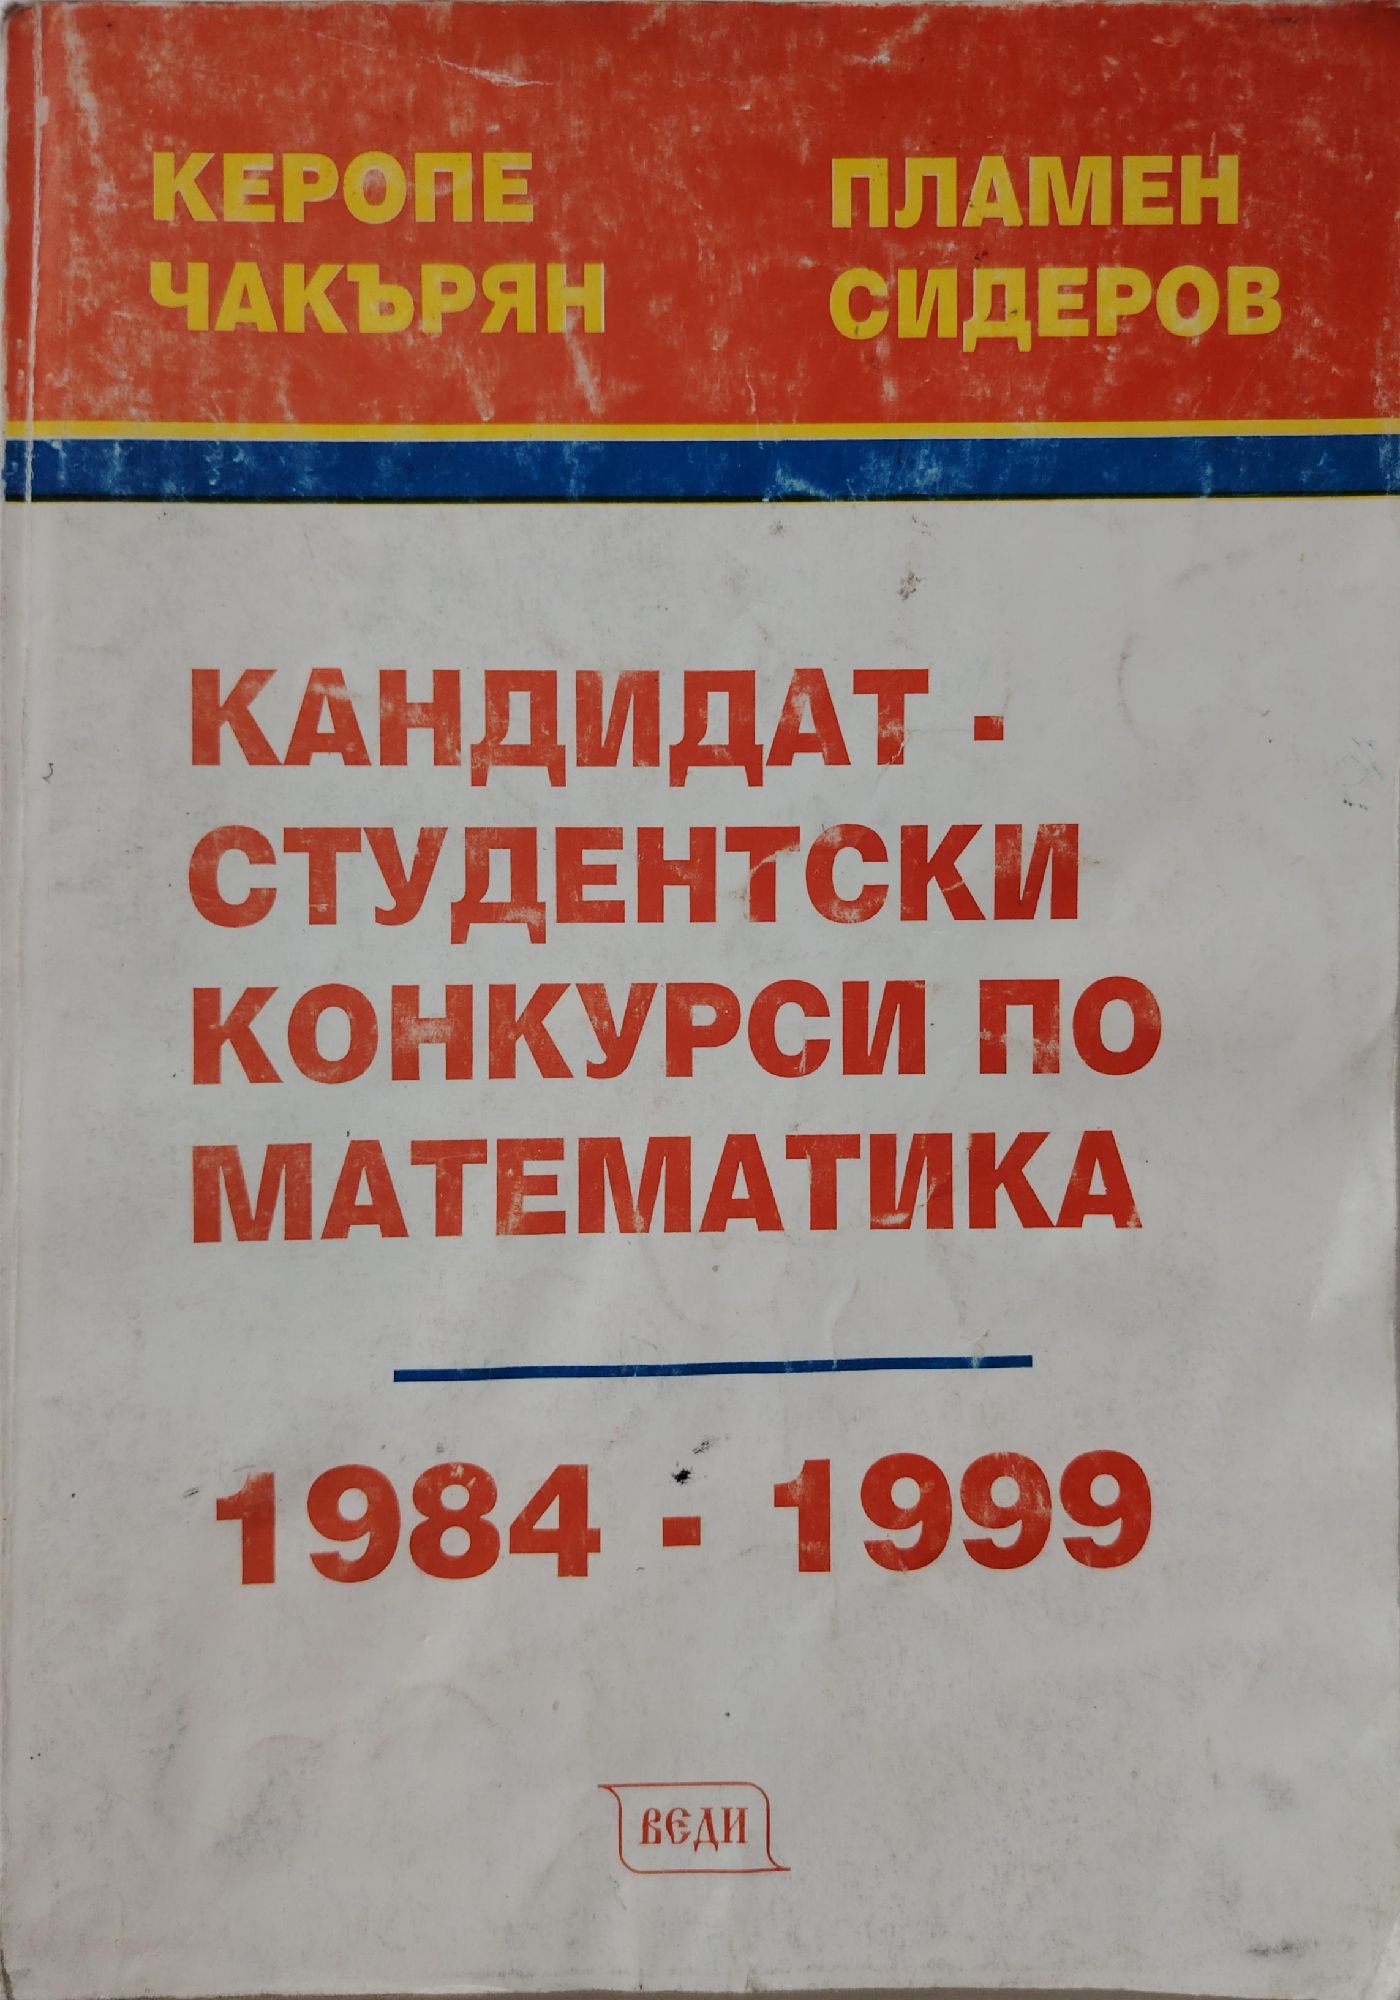 КЕРОПЕ
ЧАКЪРЯН
ПЛАМЕН
СИДЕРОВ
КАНДИДАТ -
СТУДЕНТСКИ
КОНКУРСИ ПО
МАТЕМАТИКА
1984 - 1999
ВЕДИ